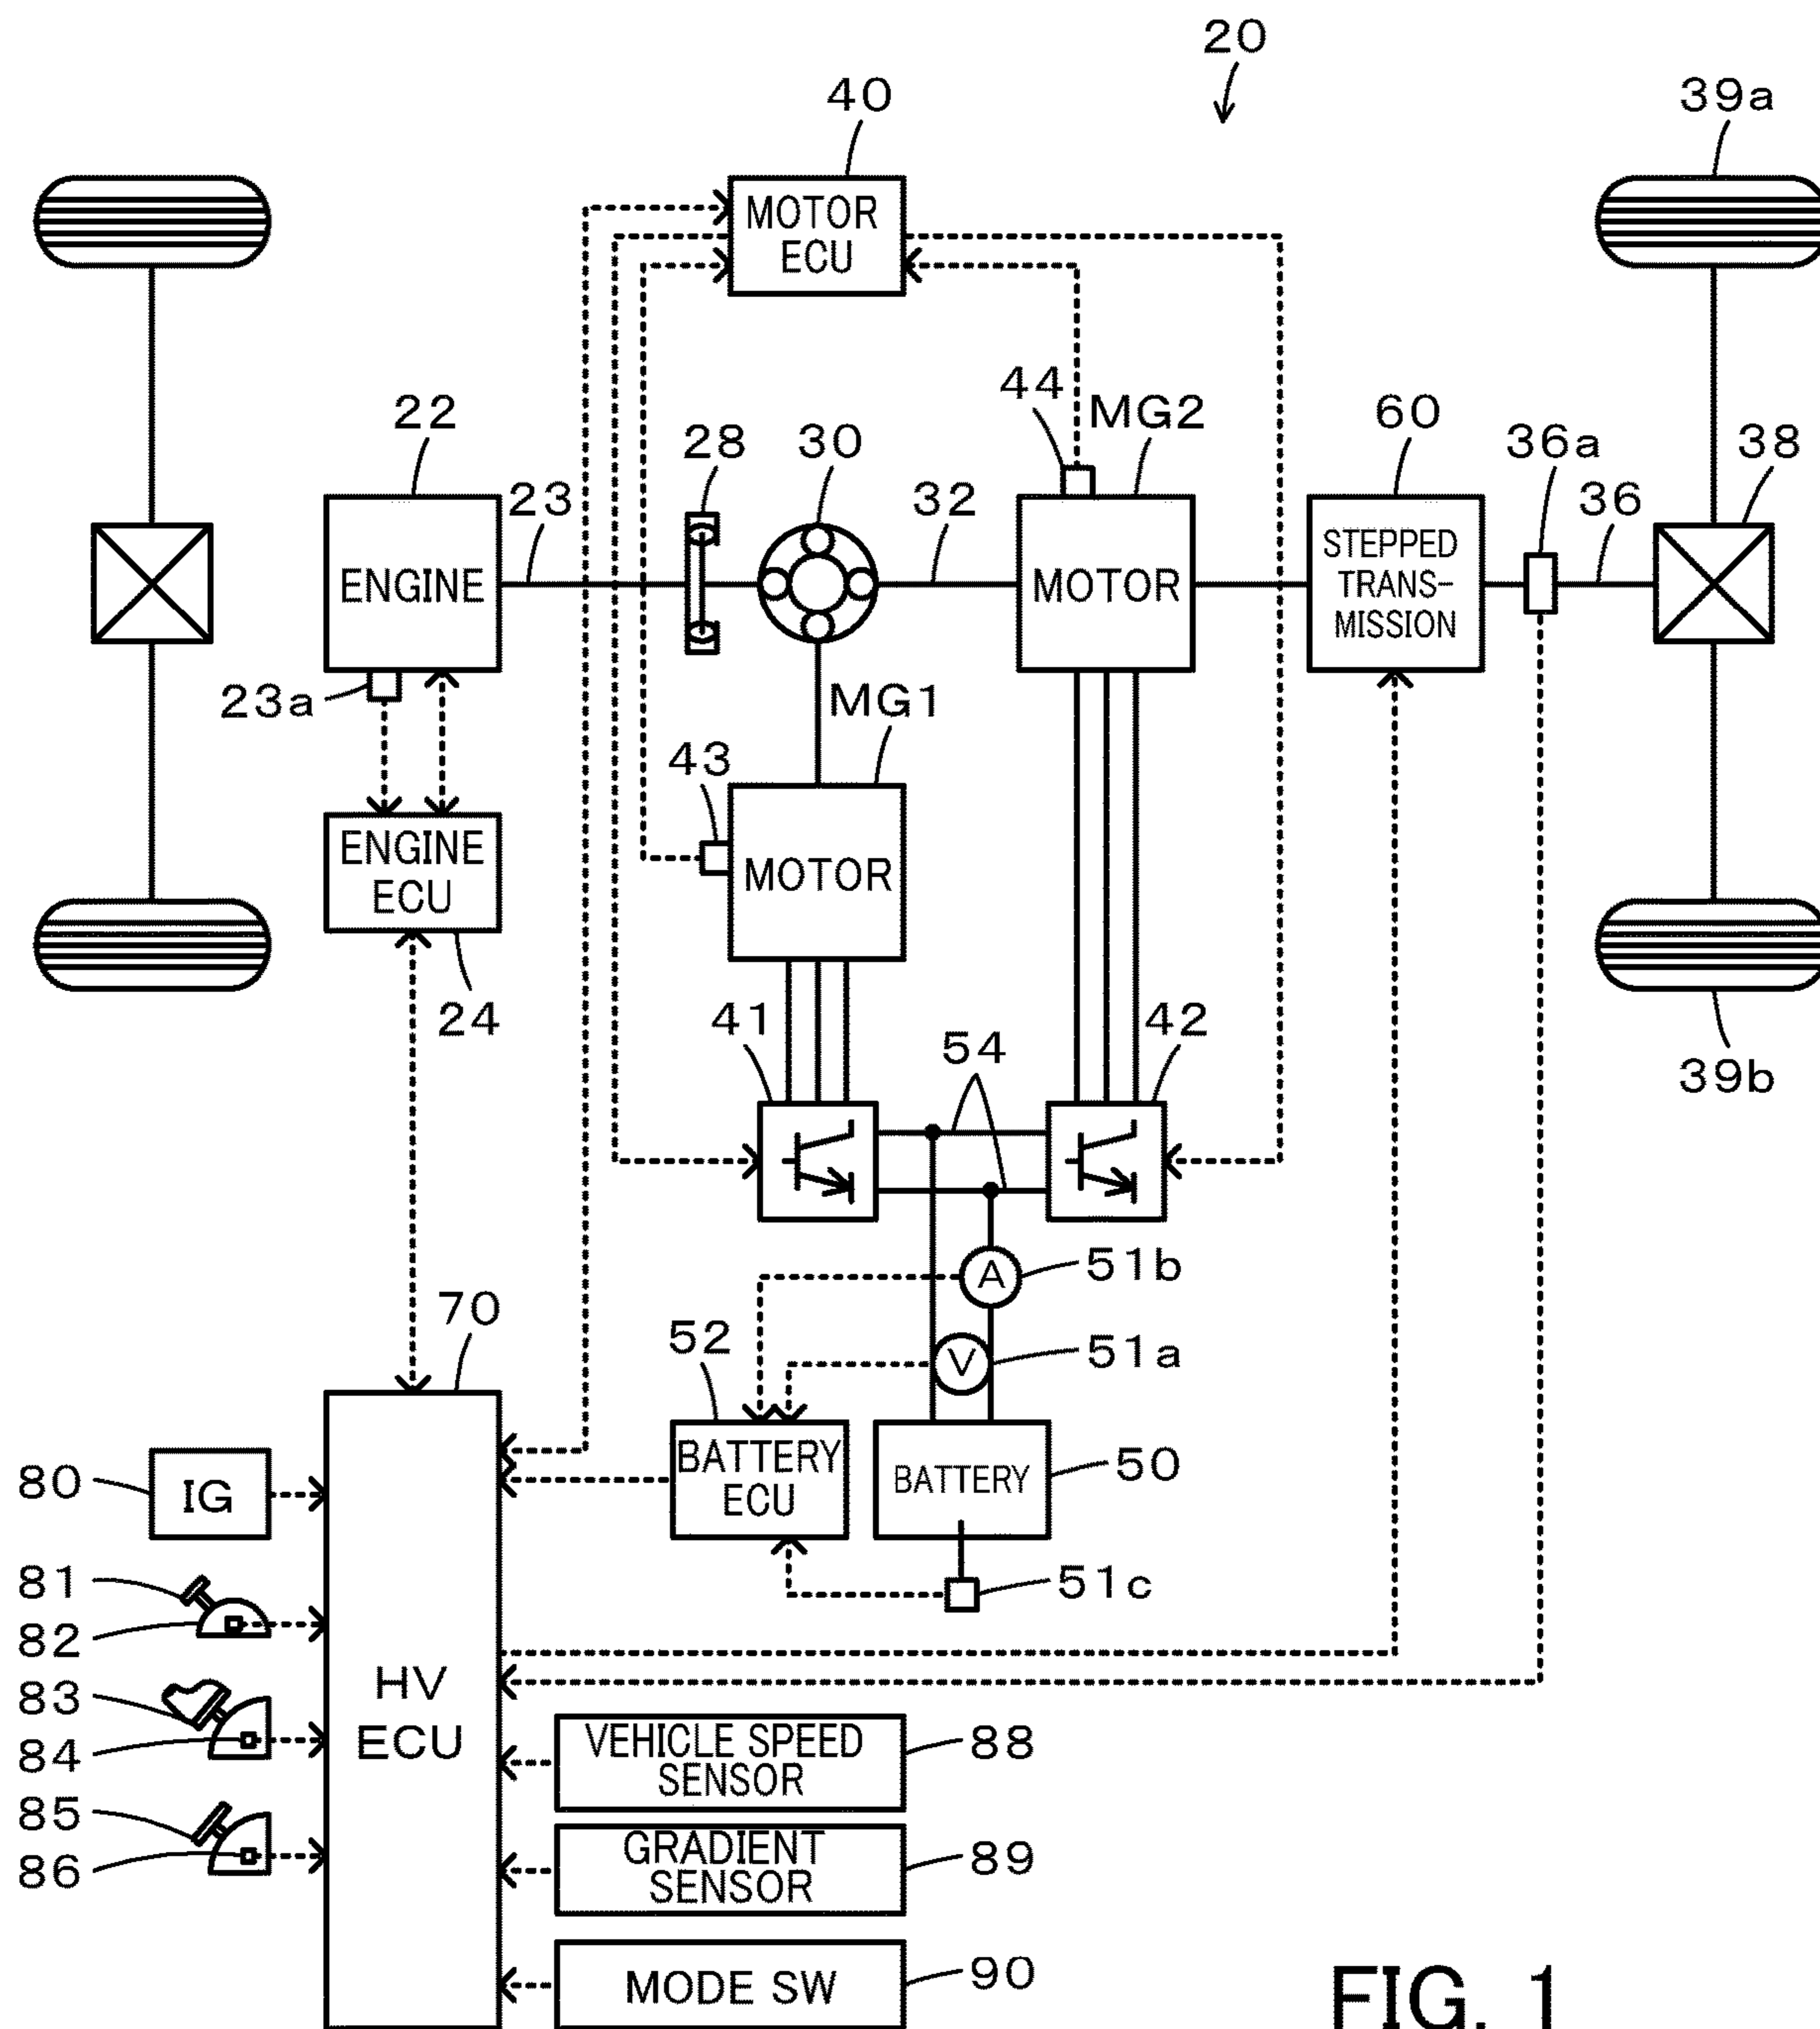 20
40
39a
MOTOR
ECU
44
MG2
22
28
30
60
36a
38
23
32
36
ENGINE
MOTOR
STEPPED
TRANS-
MISSION
23a
MG1
43
ENGINE
ECU
MOTOR
24
41
54
42
39b
51b
A
70
52
51a
V
80
IG
BATTERY
ECU
BATTERY
50
81
51c
82
83
HV
ECU
84
VEHICLE SPEED
SENSOR
88
85
86
GRADIENT
SENSOR
89
MODE SW
90
FIG. 1